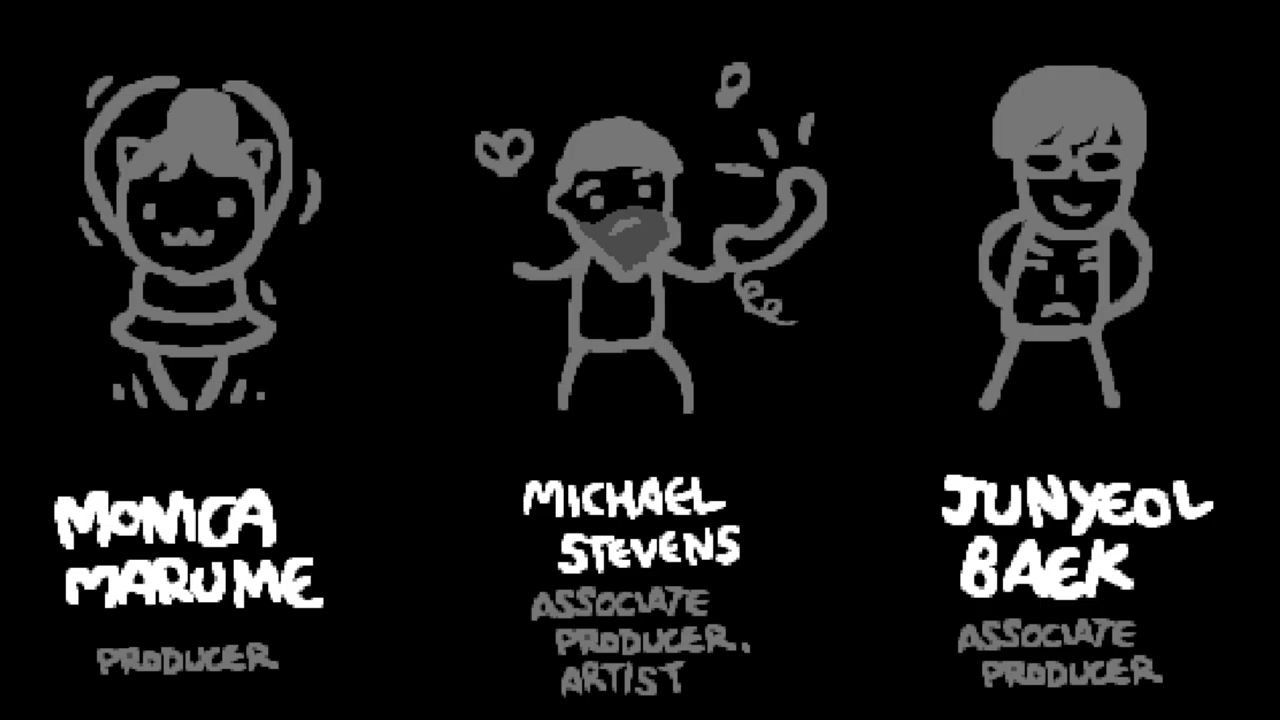 MONICA
MARUME
PRODUCER
MICHAEL
STEVENS
ASSOCIATE
PRODUCER.
ARTIST
JUNYEOL
BAEK
ASSOCIATE
PRODUCER